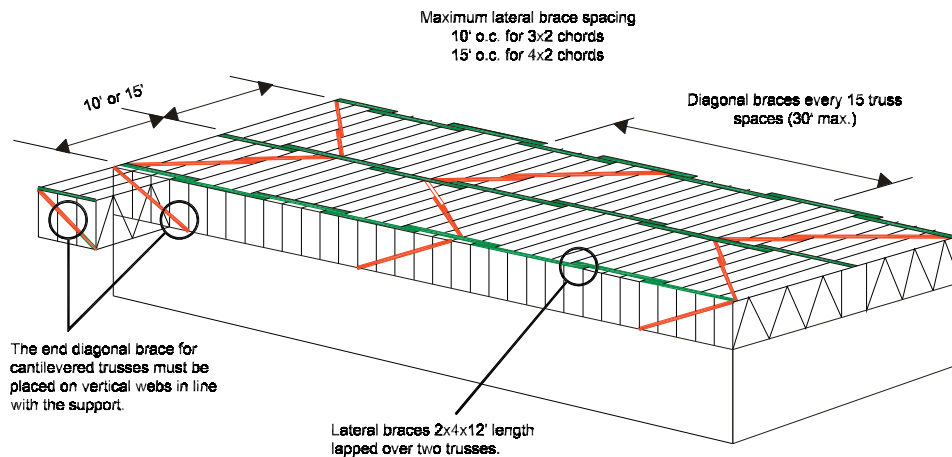 Maximum lateral brace spacing
10' o.c. for 3x2 chords
15' o.c. for 4x2 chords
10' or 15'
Diagonal braces every 15 truss
spaces (30' max.)
The end diagonal brace for
cantilevered trusses must be
placed on vertical webs in line
with the support.
Lateral braces 2x4x12' length
lapped over two trusses.